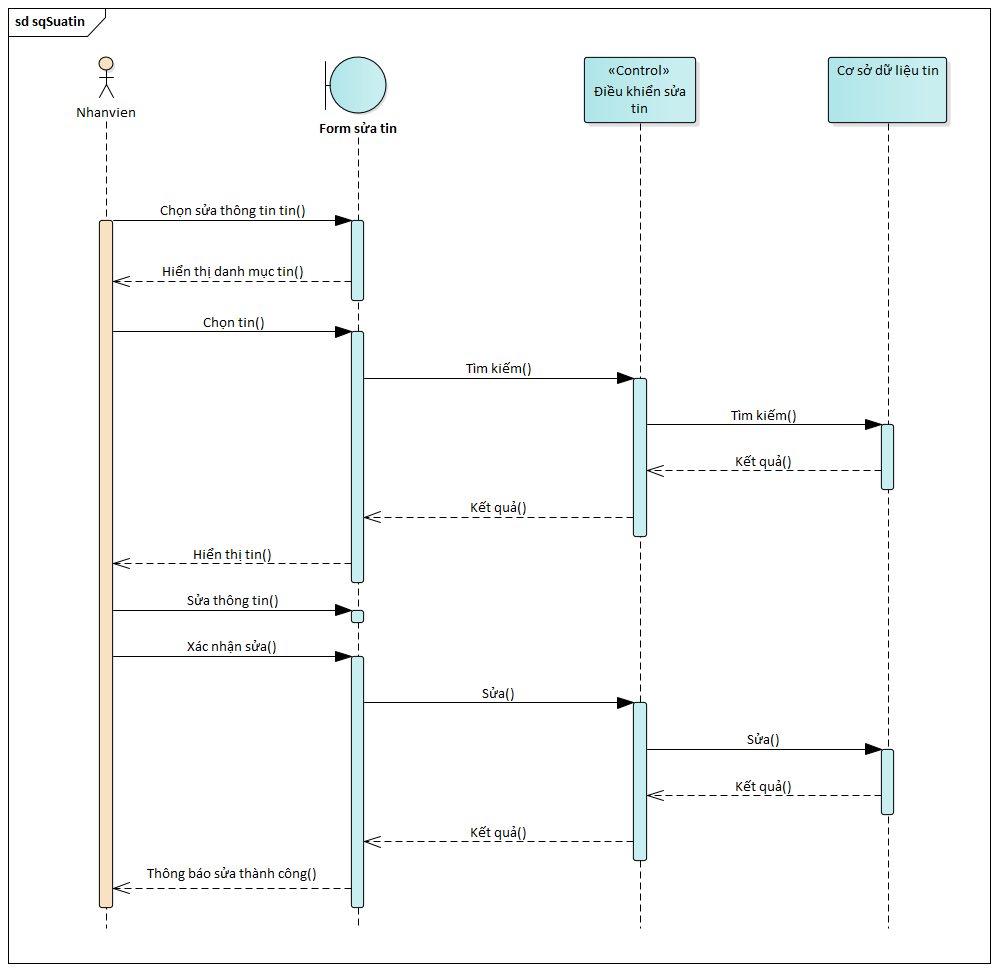 sd sqSuatin
Nhanvien
Form sửa tin
«Control»
Điều khiển sửa
tin
Cơ sở dữ liệu tin
Chọn sửa thông tin tin()
Hiển thị danh mục tin()
Chọn tin()
Tìm kiếm()
Tìm kiếm()
Kết quả()
Kết quả()
Hiển thị tin()
Sửa thông tin()
Xác nhận sửa()
Sửa()
Sửa()
Kết quả()
Kết quả()
Thông báo sửa thành công()